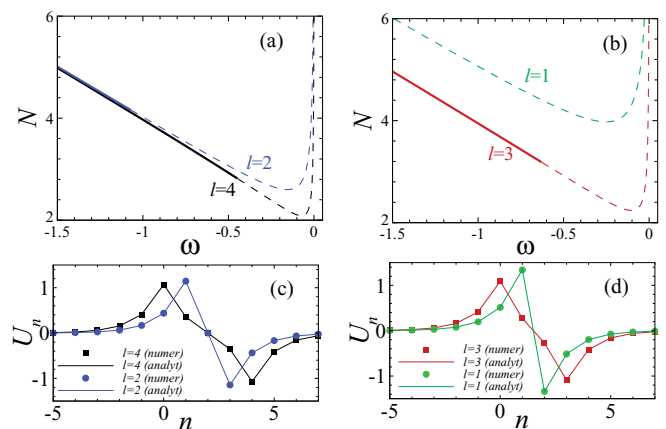 6
(a)
N
4
l=2
l=4
2
-1.5
-1
-0.5
0
ω
6
(b)
l=1
N
4
l=3
2
-1.5
-1
-0.5
0
ω
(c)
1
U_n
0
-1
l=4 (numer)
l=4 (analyt)
l=2 (numer)
l=2 (analyt)
-5
0
5
n
(d)
1
U_n
0
-1
l=3 (numer)
l=3 (analyt)
l=1 (numer)
l=1 (analyt)
-5
0
5
n